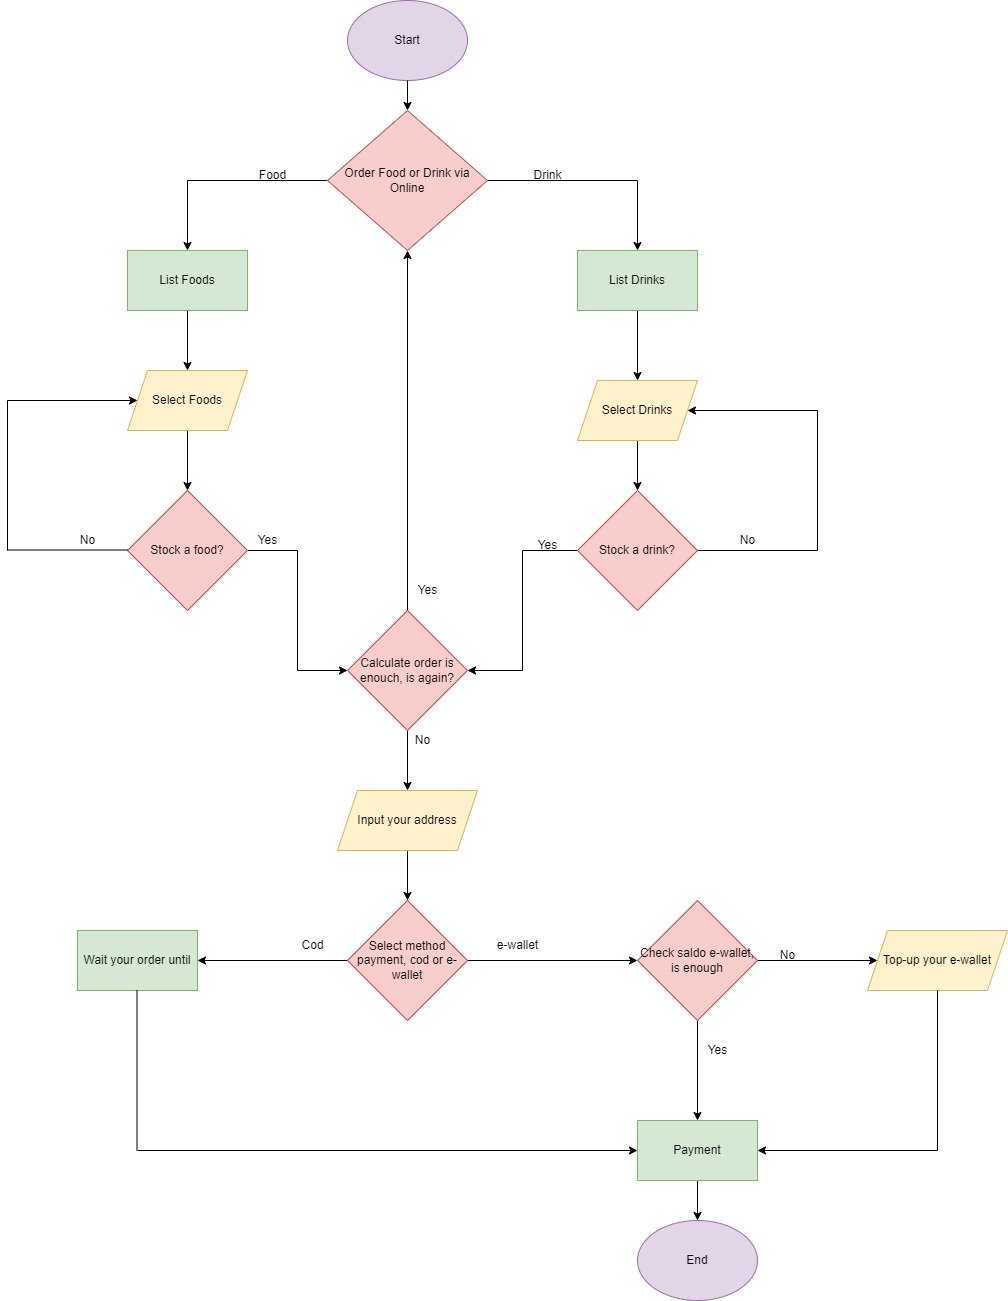 Start
Order Food or Drink via
Online
Food
Drink
List Foods
List Drinks
Select Foods
Select Drinks
Stock a food?
No
Yes
Stock a drink?
Yes
No
Yes
Calculate order is
enouch, is again?
No
Input your address
Select method
payment, cod or e-
wallet
Cod
e-wallet
Wait your order until
Check saldo e-wallet,
is enough
No
Top-up your e-wallet
Yes
Payment
End